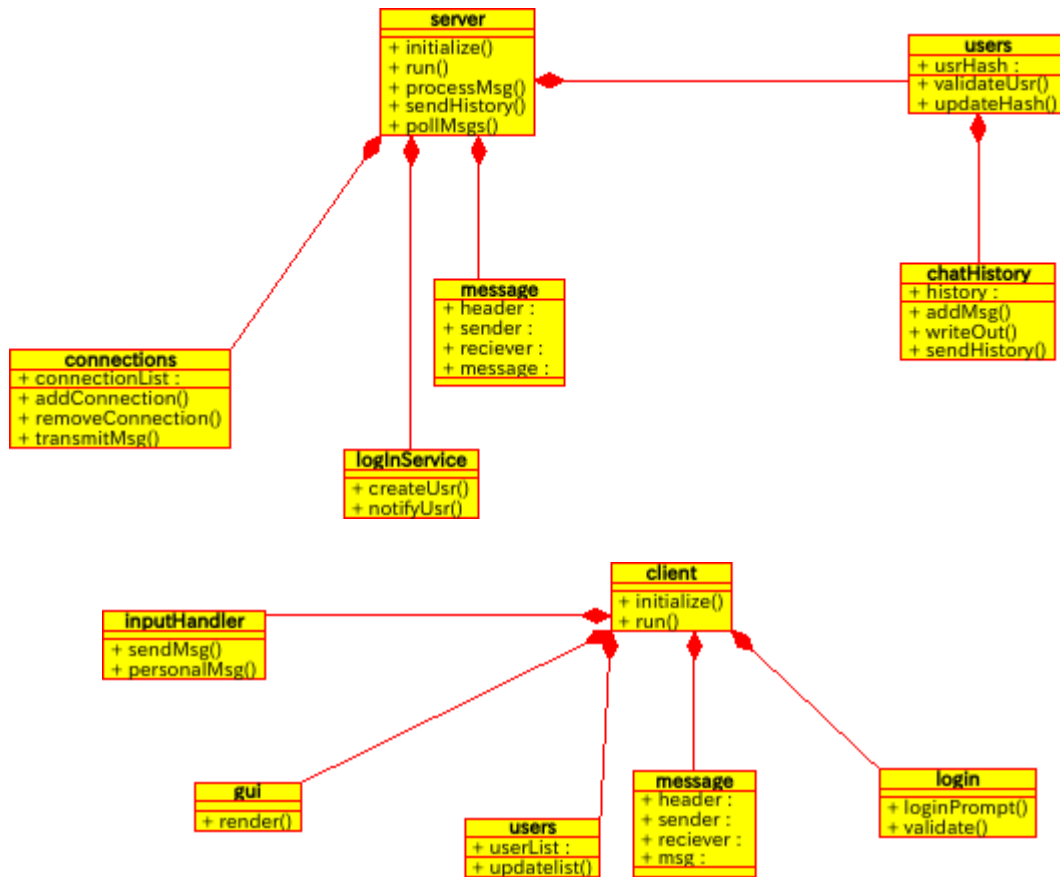 server
+ initialize()
+ run()
+ processMsg()
+ sendHistory()
+ pollMsgs()
users
+ usrHash :
+ validateUsr()
+ updateHash()
chatHistory
+ history :
+ addMsg()
+ writeOut()
+ sendHistory()
message
+ header :
+ sender :
+ reciever :
+ message :
connections
+ connectionList :
+ addConnection()
+ removeConnection()
+ transmitMsg()
logInService
+ createUsr()
+ notifyUsr()
client
+ initialize()
+ run()
inputHandler
+ sendMsg()
+ personalMsg()
gui
+ render()
users
+ userList :
+ updatelist()
message
+ header :
+ sender :
+ reciever :
+ msg :
login
+ loginPrompt()
+ validate()